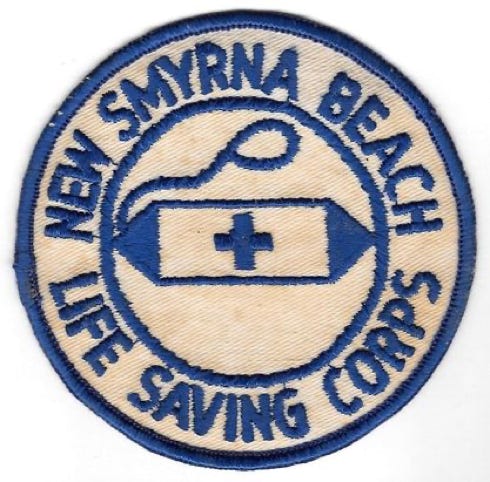 NEW SMYRNA BEACH
LIFE SAVING CORPS